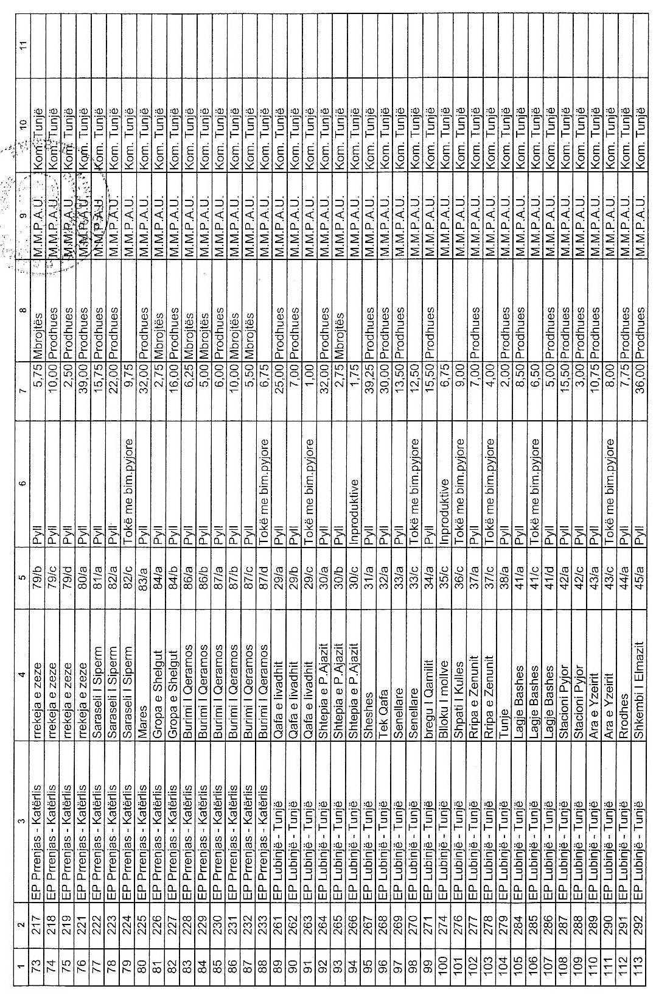 1 2 3 4 5 6 7 8 9 10 11
73 217 EP Prrenjas - Katërlis rrekeja e zeze 79/b Pyll 5,75 Mbrojtës M.M.P.A.U. Kom. Tunjë
74 218 EP Prrenjas - Katërlis rrekeja e zeze 79/c Pyll 10,00 Prodhues M.M.P.A.U. Kom. Tunjë
75 219 EP Prrenjas - Katërlis rrekeja e zeze 79/d Pyll 2,50 Prodhues M.M.P.A.U. Kom. Tunjë
76 221 EP Prrenjas - Katërlis rrekeja e zeze 80/a Pyll 39,00 Prodhues M.M.P.A.U. Kom. Tunjë
77 222 EP Prrenjas - Katërlis Saraseli I Siperm 81/a Pyll 15,75 Prodhues M.M.P.A.U. Kom. Tunjë
78 223 EP Prrenjas - Katërlis Saraseli I Siperm 82/a Pyll 22,00 Prodhues M.M.P.A.U. Kom. Tunjë
79 224 EP Prrenjas - Katërlis Saraseli I Siperm 82/c Tokë me bim.pyjore 9,75 M.M.P.A.U. Kom. Tunjë
80 225 EP Prrenjas - Katërlis Mares 83/a Pyll 32,00 Prodhues M.M.P.A.U. Kom. Tunjë
81 226 EP Prrenjas - Katërlis Gropa e Shelgut 84/a Pyll 2,75 Mbrojtës M.M.P.A.U. Kom. Tunjë
82 227 EP Prrenjas - Katërlis Gropa e Shelgut 84/b Pyll 16,00 Prodhues M.M.P.A.U. Kom. Tunjë
83 228 EP Prrenjas - Katërlis Burimi I Qeramos 86/a Pyll 6,25 Mbrojtës M.M.P.A.U. Kom. Tunjë
84 229 EP Prrenjas - Katërlis Burimi I Qeramos 86/b Pyll 5,00 Mbrojtës M.M.P.A.U. Kom. Tunjë
85 230 EP Prrenjas - Katërlis Burimi I Qeramos 87/a Pyll 6,00 Prodhues M.M.P.A.U. Kom. Tunjë
86 231 EP Prrenjas - Katërlis Burimi I Qeramos 87/b Pyll 10,00 Mbrojtës M.M.P.A.U. Kom. Tunjë
87 232 EP Prrenjas - Katërlis Burimi I Qeramos 87/c Pyll 5,50 Mbrojtës M.M.P.A.U. Kom. Tunjë
88 233 EP Prrenjas - Katërlis Burimi I Qeramos 87/d Tokë me bim.pyjore 6,75 M.M.P.A.U. Kom. Tunjë
89 261 EP Lubinjë - Tunjë Qafa e livadhit 29/a Pyll 25,00 Prodhues M.M.P.A.U. Kom. Tunjë
90 262 EP Lubinjë - Tunjë Qafa e livadhit 29/b Pyll 7,00 Prodhues M.M.P.A.U. Kom. Tunjë
91 263 EP Lubinjë - Tunjë Qafa e livadhit 29/c Tokë me bim.pyjore 1,00 M.M.P.A.U. Kom. Tunjë
92 264 EP Lubinjë - Tunjë Shtepia e P.Ajazit 30/a Pyll 32,00 Prodhues M.M.P.A.U. Kom. Tunjë
93 265 EP Lubinjë - Tunjë Shtepia e P.Ajazit 30/b Pyll 2,75 Mbrojtës M.M.P.A.U. Kom. Tunjë
94 266 EP Lubinjë - Tunjë Shtepia e P.Ajazit 30/c Inproduktive 1,75 M.M.P.A.U. Kom. Tunjë
95 267 EP Lubinjë - Tunjë Sheshes 31/a Pyll 39,25 Prodhues M.M.P.A.U. Kom. Tunjë
96 268 EP Lubinjë - Tunjë Tek Qafa 32/a Pyll 30,00 Prodhues M.M.P.A.U. Kom. Tunjë
97 269 EP Lubinjë - Tunjë Senellare 33/a Pyll 13,50 Prodhues M.M.P.A.U. Kom. Tunjë
98 270 EP Lubinjë - Tunjë Senellare 33/c Tokë me bim.pyjore 12,50 M.M.P.A.U. Kom. Tunjë
99 271 EP Lubinjë - Tunjë bregu I Qamilit 34/a Pyll 15,50 Prodhues M.M.P.A.U. Kom. Tunjë
100 274 EP Lubinjë - Tunjë Blloku I mollve 35/c Inproduktive 6,75 M.M.P.A.U. Kom. Tunjë
101 276 EP Lubinjë - Tunjë Shpati I Kulles 36/c Tokë me bim.pyjore 9,00 M.M.P.A.U. Kom. Tunjë
102 277 EP Lubinjë - Tunjë Rripa e Zenunit 37/a Pyll 7,00 Prodhues M.M.P.A.U. Kom. Tunjë
103 278 EP Lubinjë - Tunjë Rripa e Zenunit 37/c Tokë me bim.pyjore 4,00 M.M.P.A.U. Kom. Tunjë
104 279 EP Lubinjë - Tunjë Tunje 38/a Pyll 2,00 Prodhues M.M.P.A.U. Kom. Tunjë
105 284 EP Lubinjë - Tunjë Lagje Bashes 41/a Pyll 8,50 Prodhues M.M.P.A.U. Kom. Tunjë
106 285 EP Lubinjë - Tunjë Lagje Bashes 41/c Tokë me bim.pyjore 6,50 M.M.P.A.U. Kom. Tunjë
107 286 EP Lubinjë - Tunjë Lagje Bashes 41/d Pyll 5,00 Prodhues M.M.P.A.U. Kom. Tunjë
108 287 EP Lubinjë - Tunjë Stacioni Pyjor 42/a Pyll 15,50 Prodhues M.M.P.A.U. Kom. Tunjë
109 288 EP Lubinjë - Tunjë Stacioni Pyjor 42/c Pyll 3,00 Prodhues M.M.P.A.U. Kom. Tunjë
110 289 EP Lubinjë - Tunjë Ara e Yzeirit 43/a Pyll 10,75 Prodhues M.M.P.A.U. Kom. Tunjë
111 290 EP Lubinjë - Tunjë Ara e Yzeirit 43/c Tokë me bim.pyjore 8,00 M.M.P.A.U. Kom. Tunjë
112 291 EP Lubinjë - Tunjë Rrodhes 44/a Pyll 7,75 Prodhues M.M.P.A.U. Kom. Tunjë
113 292 EP Lubinjë - Tunjë Shkembi I Elmazit 45/a Pyll 36,00 Prodhues M.M.P.A.U. Kom. Tunjë